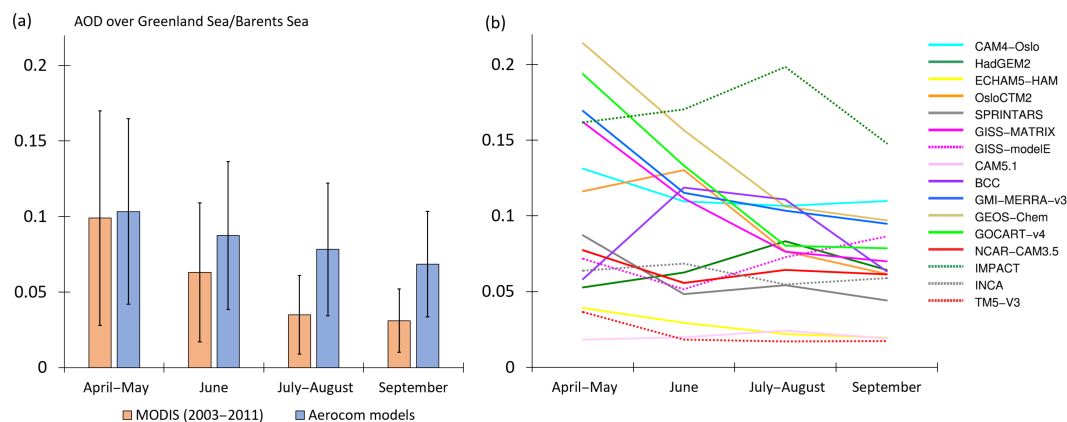 (a)
AOD over Greenland Sea/Barents Sea
0.2
0.15
0.1
0.05
0
April−May
June
July−August
September
MODIS (2003−2011)
Aerocom models
(b)
0.2
0.15
0.1
0.05
0
April−May
June
July−August
September
CAM4−Oslo
HadGEM2
ECHAM5−HAM
OsloCTM2
SPRINTARS
GISS−MATRIX
GISS−modelE
CAM5.1
BCC
GMI−MERRA−v3
GEOS−Chem
GOCART−v4
NCAR−CAM3.5
IMPACT
INCA
TM5−V3